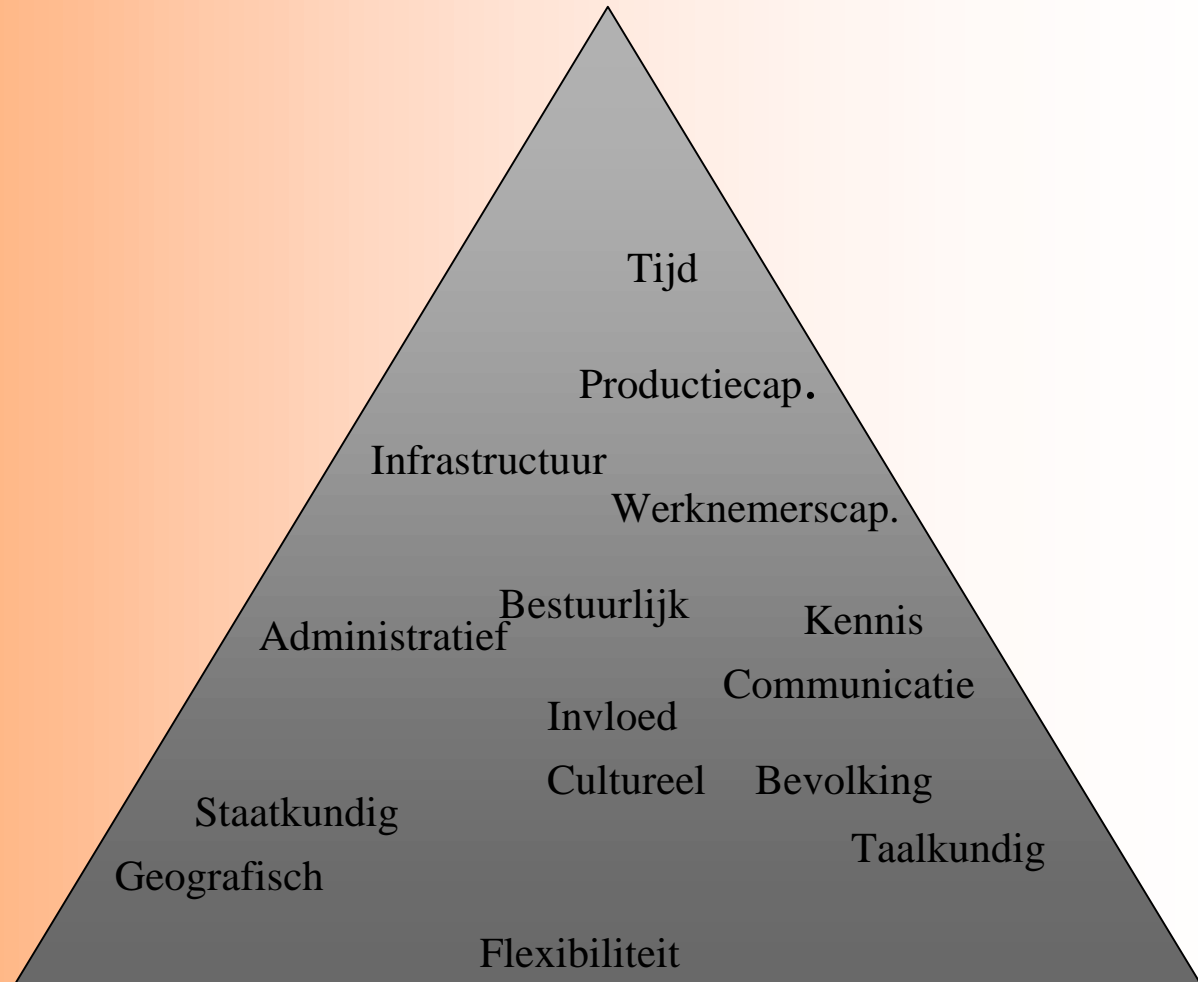 Tijd
Productiecap.
Infrastructuur
Werknemerscap.
Bestuurlijk
Kennis
Administratief
Communicatie
Invloed
Cultureel
Bevolking
Staatkundig
Taalkundig
Geografisch
Flexibiliteit